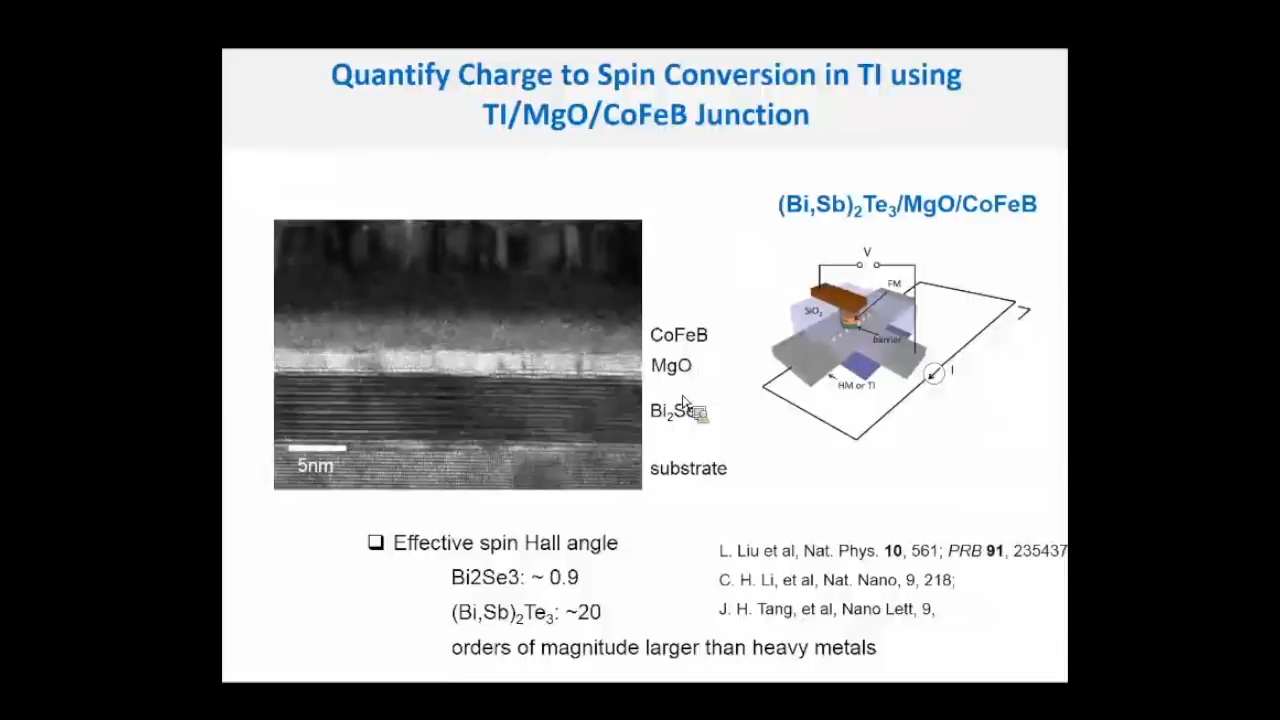 Quantify Charge to Spin Conversion in TI using
TI/MgO/CoFeB Junction
(Bi,Sb)₂Te₃/MgO/CoFeB
V
FM
SiO₂
barrier
I
HM or TI
CoFeB
MgO
Bi₂Se
substrate
5nm
❑ Effective spin Hall angle
Bi2Se3: ~ 0.9
(Bi,Sb)₂Te₃: ~20
orders of magnitude larger than heavy metals
L. Liu et al, Nat. Phys. 10, 561; PRB 91, 235437
C. H. Li, et al, Nat. Nano, 9, 218;
J. H. Tang, et al, Nano Lett, 9,